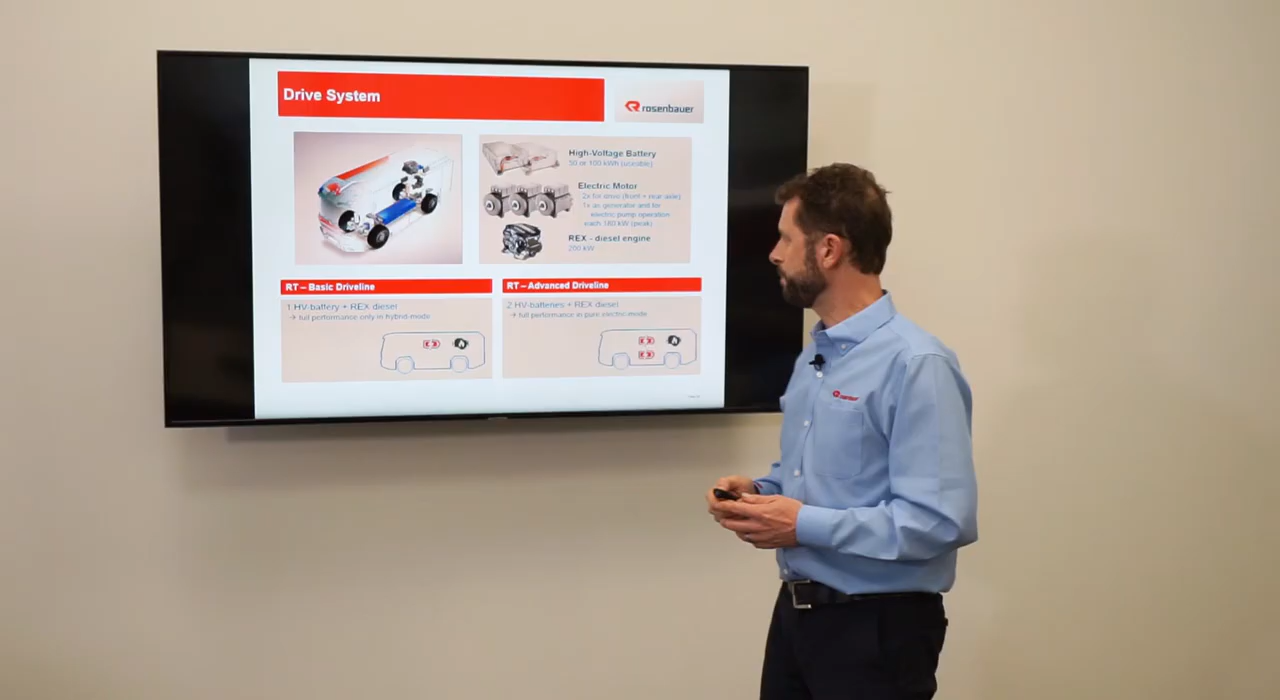 Drive System
rosenbauer
High-Voltage Battery
50 or 100 kWh (useable)
Electric Motor
2x for drive (front + rear axle)
1x as generator and for
electric pump operation
each 180 kW (peak)
REX - diesel engine
200 kW
RT – Basic Driveline
1 HV-battery + REX diesel
→ full performance only in hybrid-mode
RT – Advanced Driveline
2 HV-batteries + REX diesel
→ full performance in pure electric-mode